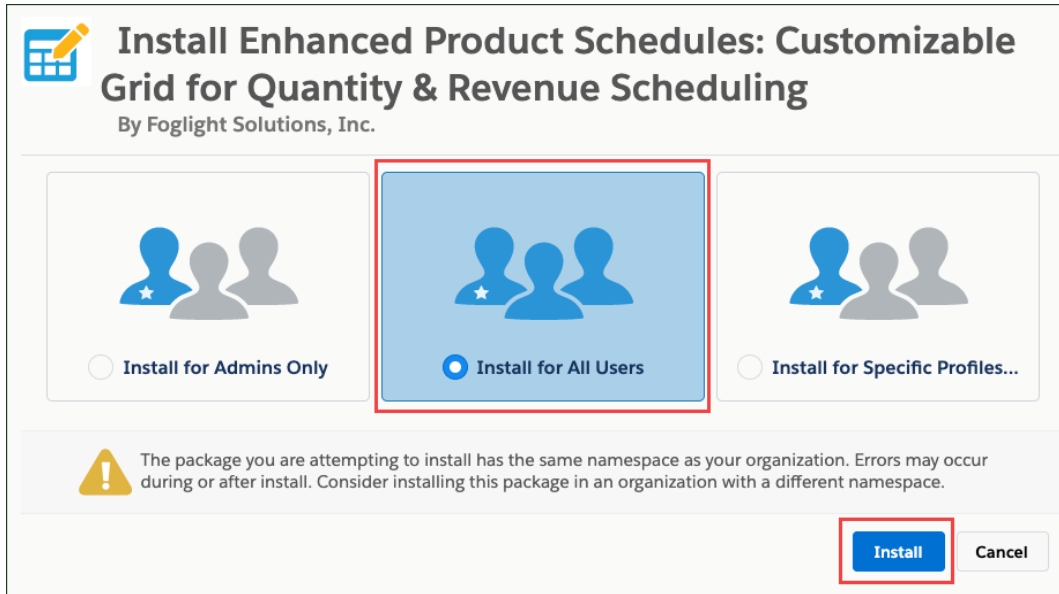 Install Enhanced Product Schedules: Customizable
Grid for Quantity & Revenue Scheduling
By Foglight Solutions, Inc.
Install for Admins Only
Install for All Users
Install for Specific Profiles...
The package you are attempting to install has the same namespace as your organization. Errors may occur
during or after install. Consider installing this package in an organization with a different namespace.
Install
Cancel